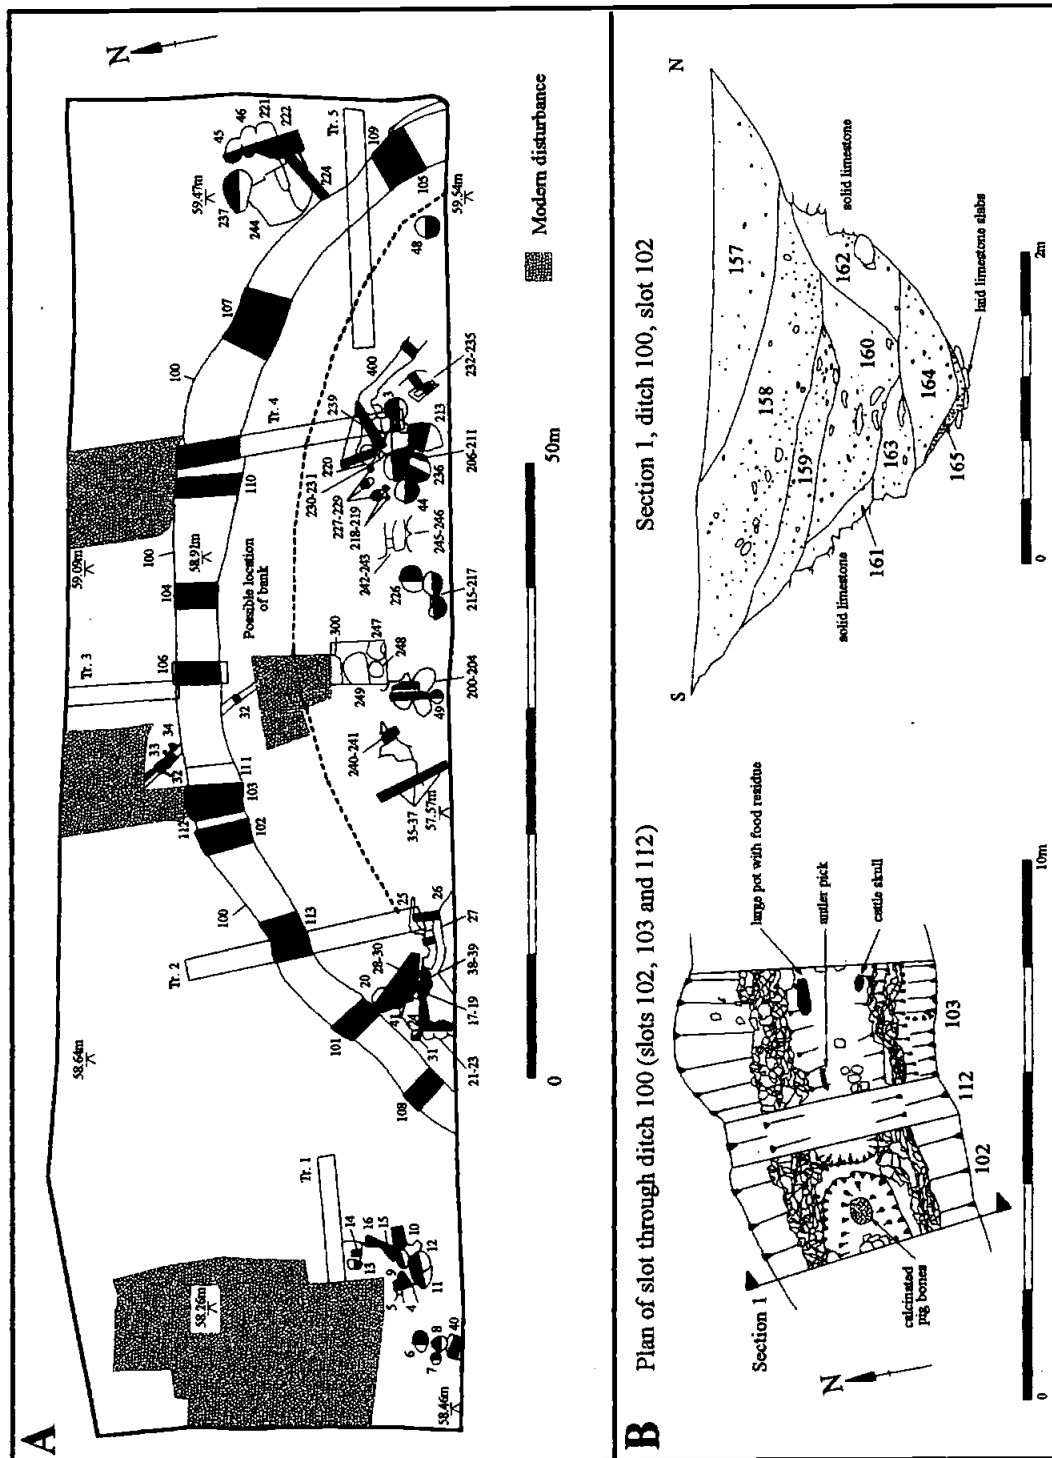 A
N
58.46m
7
6
8
40
58.26m
5
4
9
11
12
10
15
16
13
14
Tr. 1
58.64m
108
101
21-23
31
17-19
41
20
28-30
38-39
27
26
25
Tr. 2
113
100
112
102
103
111
32
33
34
32
Tr. 3
106
104
59.09m
100
58.91m
110
Possible location
of bank
35-37
57.57m
240-241
49
200-204
249
248
247
300
226
215-217
242-243
245-246
44
218-219
227-229
230-231
236
206-211
220
239
213
3
400
232-235
Tr. 4
100
107
48
59.54m
105
109
Tr. 5
244
237
59.47m
224
45
46
221
222
0
50m
Modern disturbance
B
Plan of slot through ditch 100 (slots 102, 103 and 112)
N
Section 1
calcinated
pig bones
102
112
103
large pot with food residue
antler pick
cattle skull
0
10m
Section 1, ditch 100, slot 102
S
N
157
158
159
160
161
162
163
164
165
solid limestone
solid limestone
laid limestone slabs
0
2m